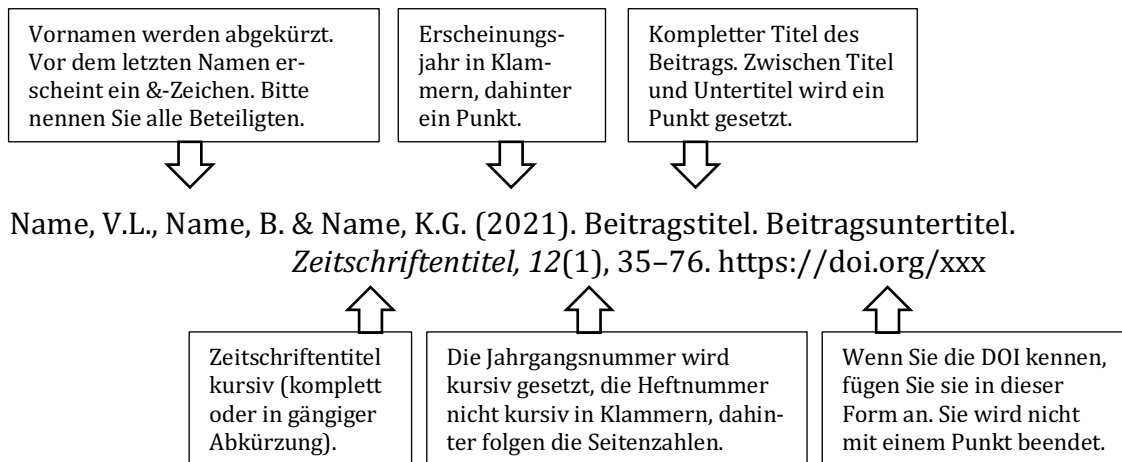 Vornamen werden abgekürzt.
Vor dem letzten Namen er-
scheint ein &-Zeichen. Bitte
nennen Sie alle Beteiligten.
Erscheinungs-
jahr in Klam-
mern, dahinter
ein Punkt.
Kompletter Titel des
Beitrags. Zwischen Titel
und Untertitel wird ein
Punkt gesetzt.
Name, V.L., Name, B. & Name, K.G. (2021). Beitragstitel. Beitragsuntertitel.
Zeitschriftentitel, 12(1), 35–76. https://doi.org/xxx
Zeitschriftentitel
kursiv (komplett
oder in gängiger
Abkürzung).
Die Jahrgangsnummer wird
kursiv gesetzt, die Heftnummer
nicht kursiv in Klammern, dahin-
ter folgen die Seitenzahlen.
Wenn Sie die DOI kennen,
fügen Sie sie in dieser
Form an. Sie wird nicht
mit einem Punkt beendet.